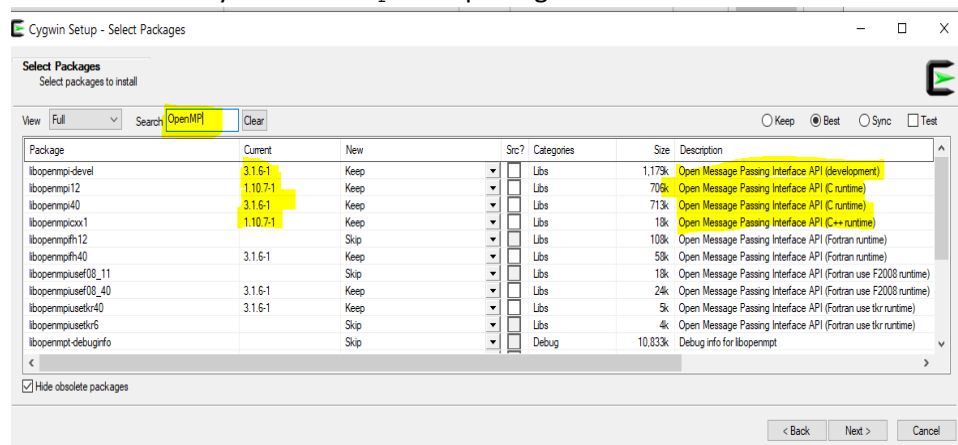 Cygwin Setup - Select Packages
Select Packages
Select packages to install
View Full Search OpenMP Clear Keep Best Sync Test
Package Current New Src? Categories Size Description
libopenmpi-devel 3.1.6-1 Keep Libs 1,179k Open Message Passing Interface API (development)
libopenmpi12 1.10.7-1 Keep Libs 706k Open Message Passing Interface API (C runtime)
libopenmpi40 3.1.6-1 Keep Libs 713k Open Message Passing Interface API (C runtime)
libopenmpicxx1 1.10.7-1 Keep Libs 18k Open Message Passing Interface API (C++ runtime)
libopenmpifh12 Skip Libs 108k Open Message Passing Interface API (Fortran runtime)
libopenmpifh40 3.1.6-1 Keep Libs 58k Open Message Passing Interface API (Fortran runtime)
libopenmpiusef08_11 Skip Libs 18k Open Message Passing Interface API (Fortran use F2008 runtime)
libopenmpiusef08_40 3.1.6-1 Keep Libs 24k Open Message Passing Interface API (Fortran use F2008 runtime)
libopenmpiusetkr40 3.1.6-1 Keep Libs 5k Open Message Passing Interface API (Fortran use tkr runtime)
libopenmpiusetkr6 Skip Libs 4k Open Message Passing Interface API (Fortran use tkr runtime)
libopenmpt-debuginfo Skip Debug 10,833k Debug info for libopenmpt
Hide obsolete packages
< Back Next > Cancel